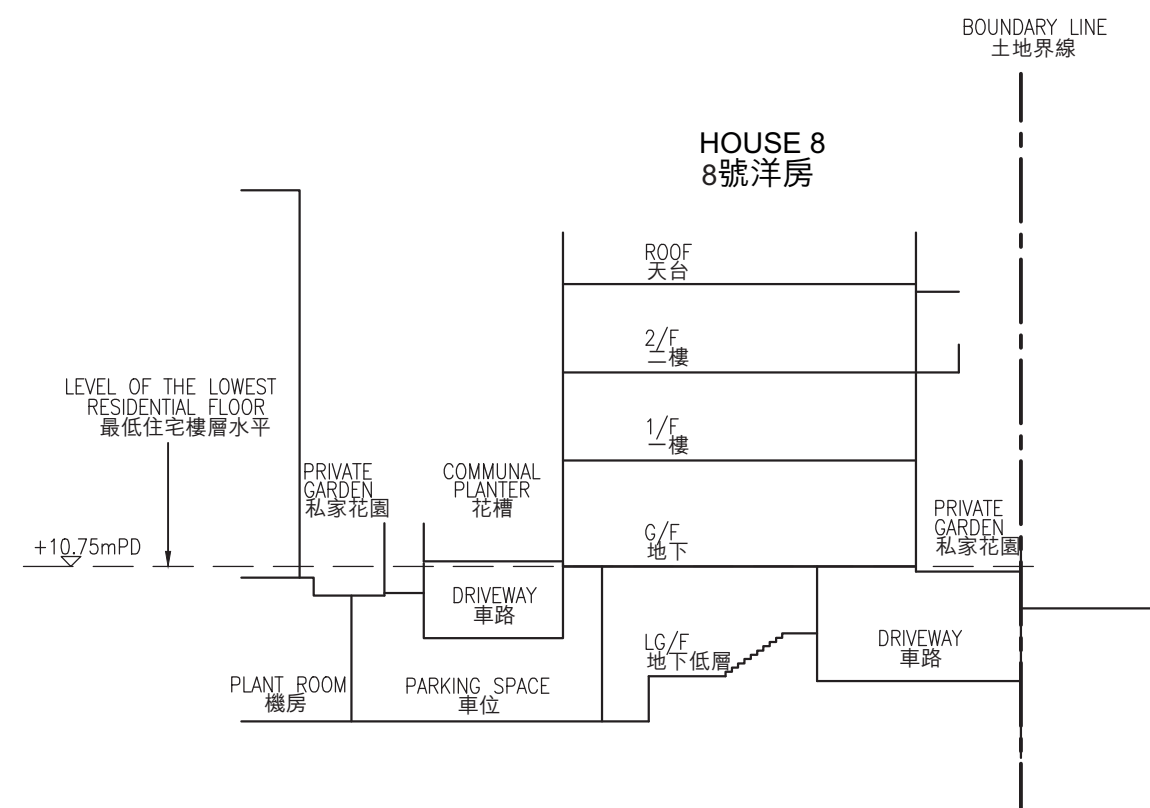 BOUNDARY LINE
土地界線
HOUSE 8
8號洋房
ROOF
天台
2/F
二樓
LEVEL OF THE LOWEST
RESIDENTIAL FLOOR
最低住宅樓層水平
1/F
一樓
PRIVATE
GARDEN
私家花園
COMMUNAL
PLANTER
花槽
PRIVATE
GARDEN
私家花園
+10.75mPD
G/F
地下
DRIVEWAY
車路
LG/F
地下低層
DRIVEWAY
車路
PLANT ROOM
機房
PARKING SPACE
車位